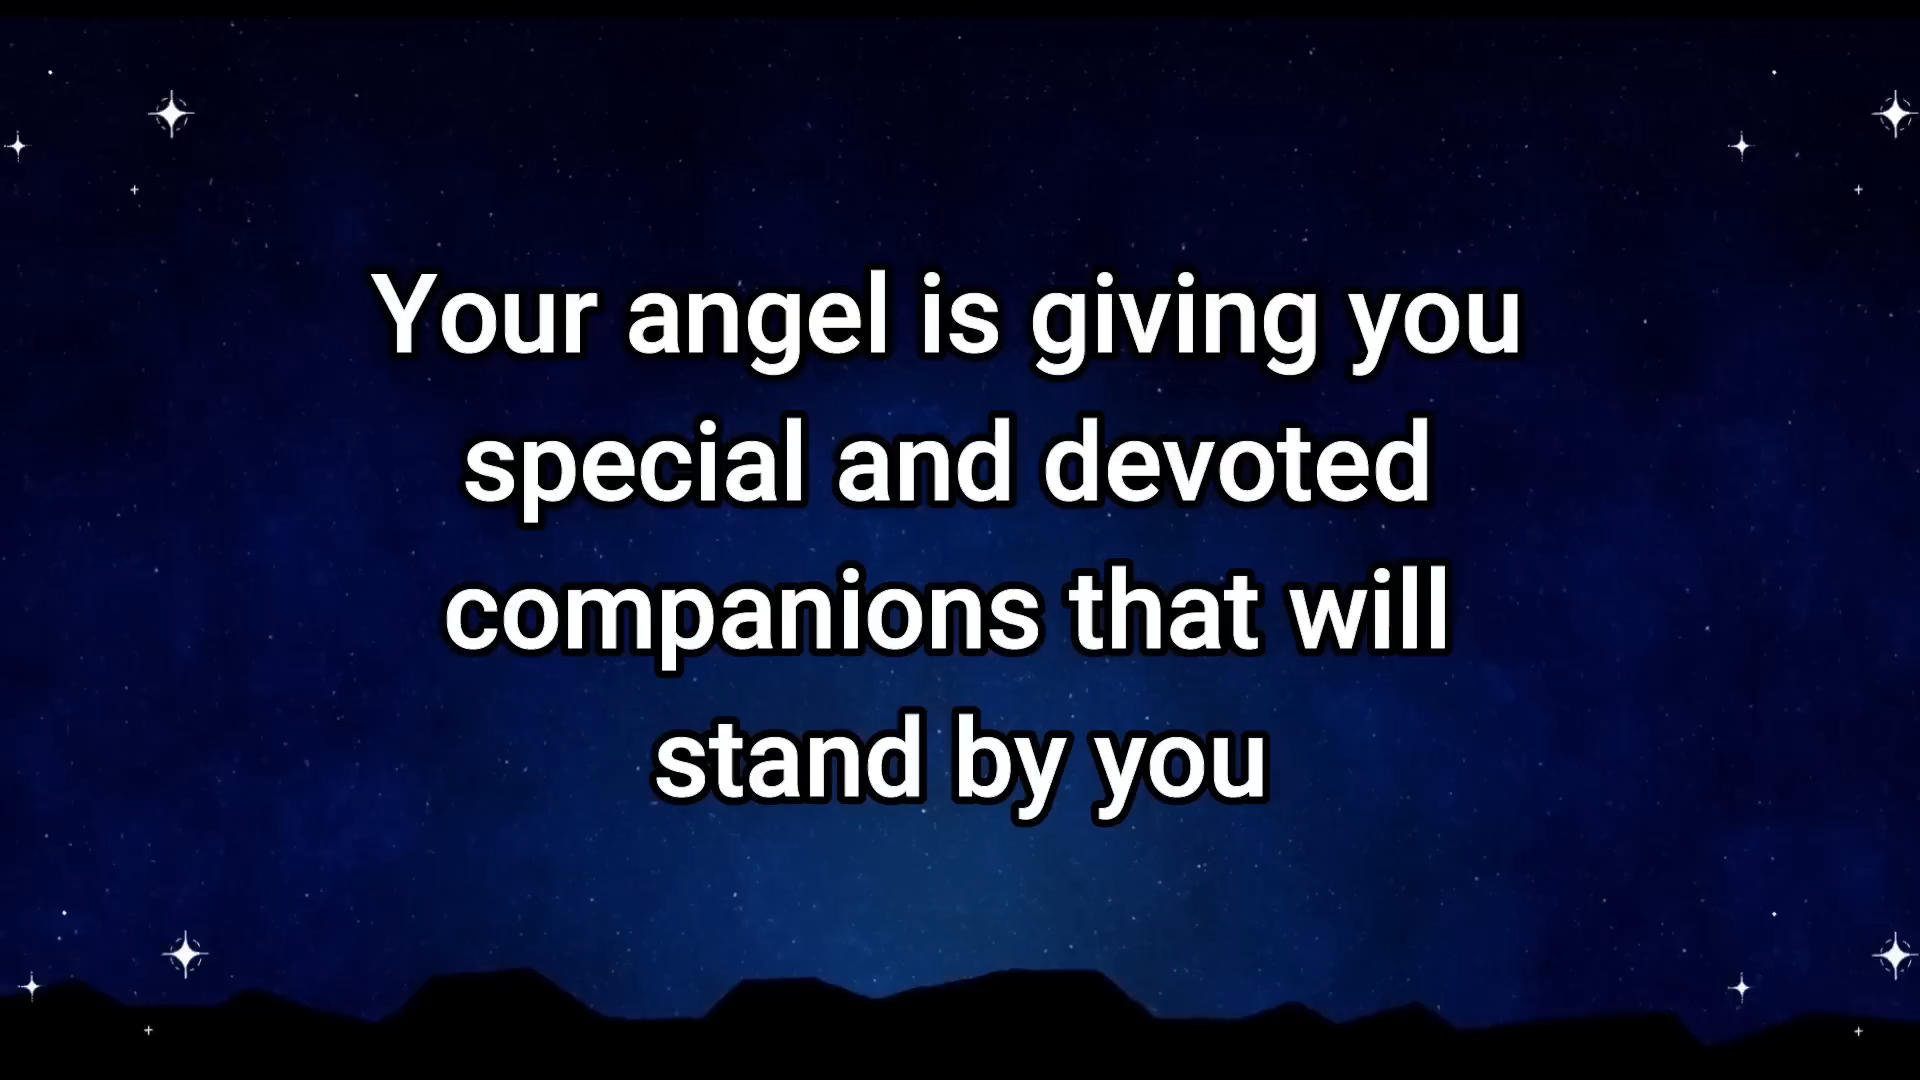 Your angel is giving you
special and devoted
companions that will
stand by you